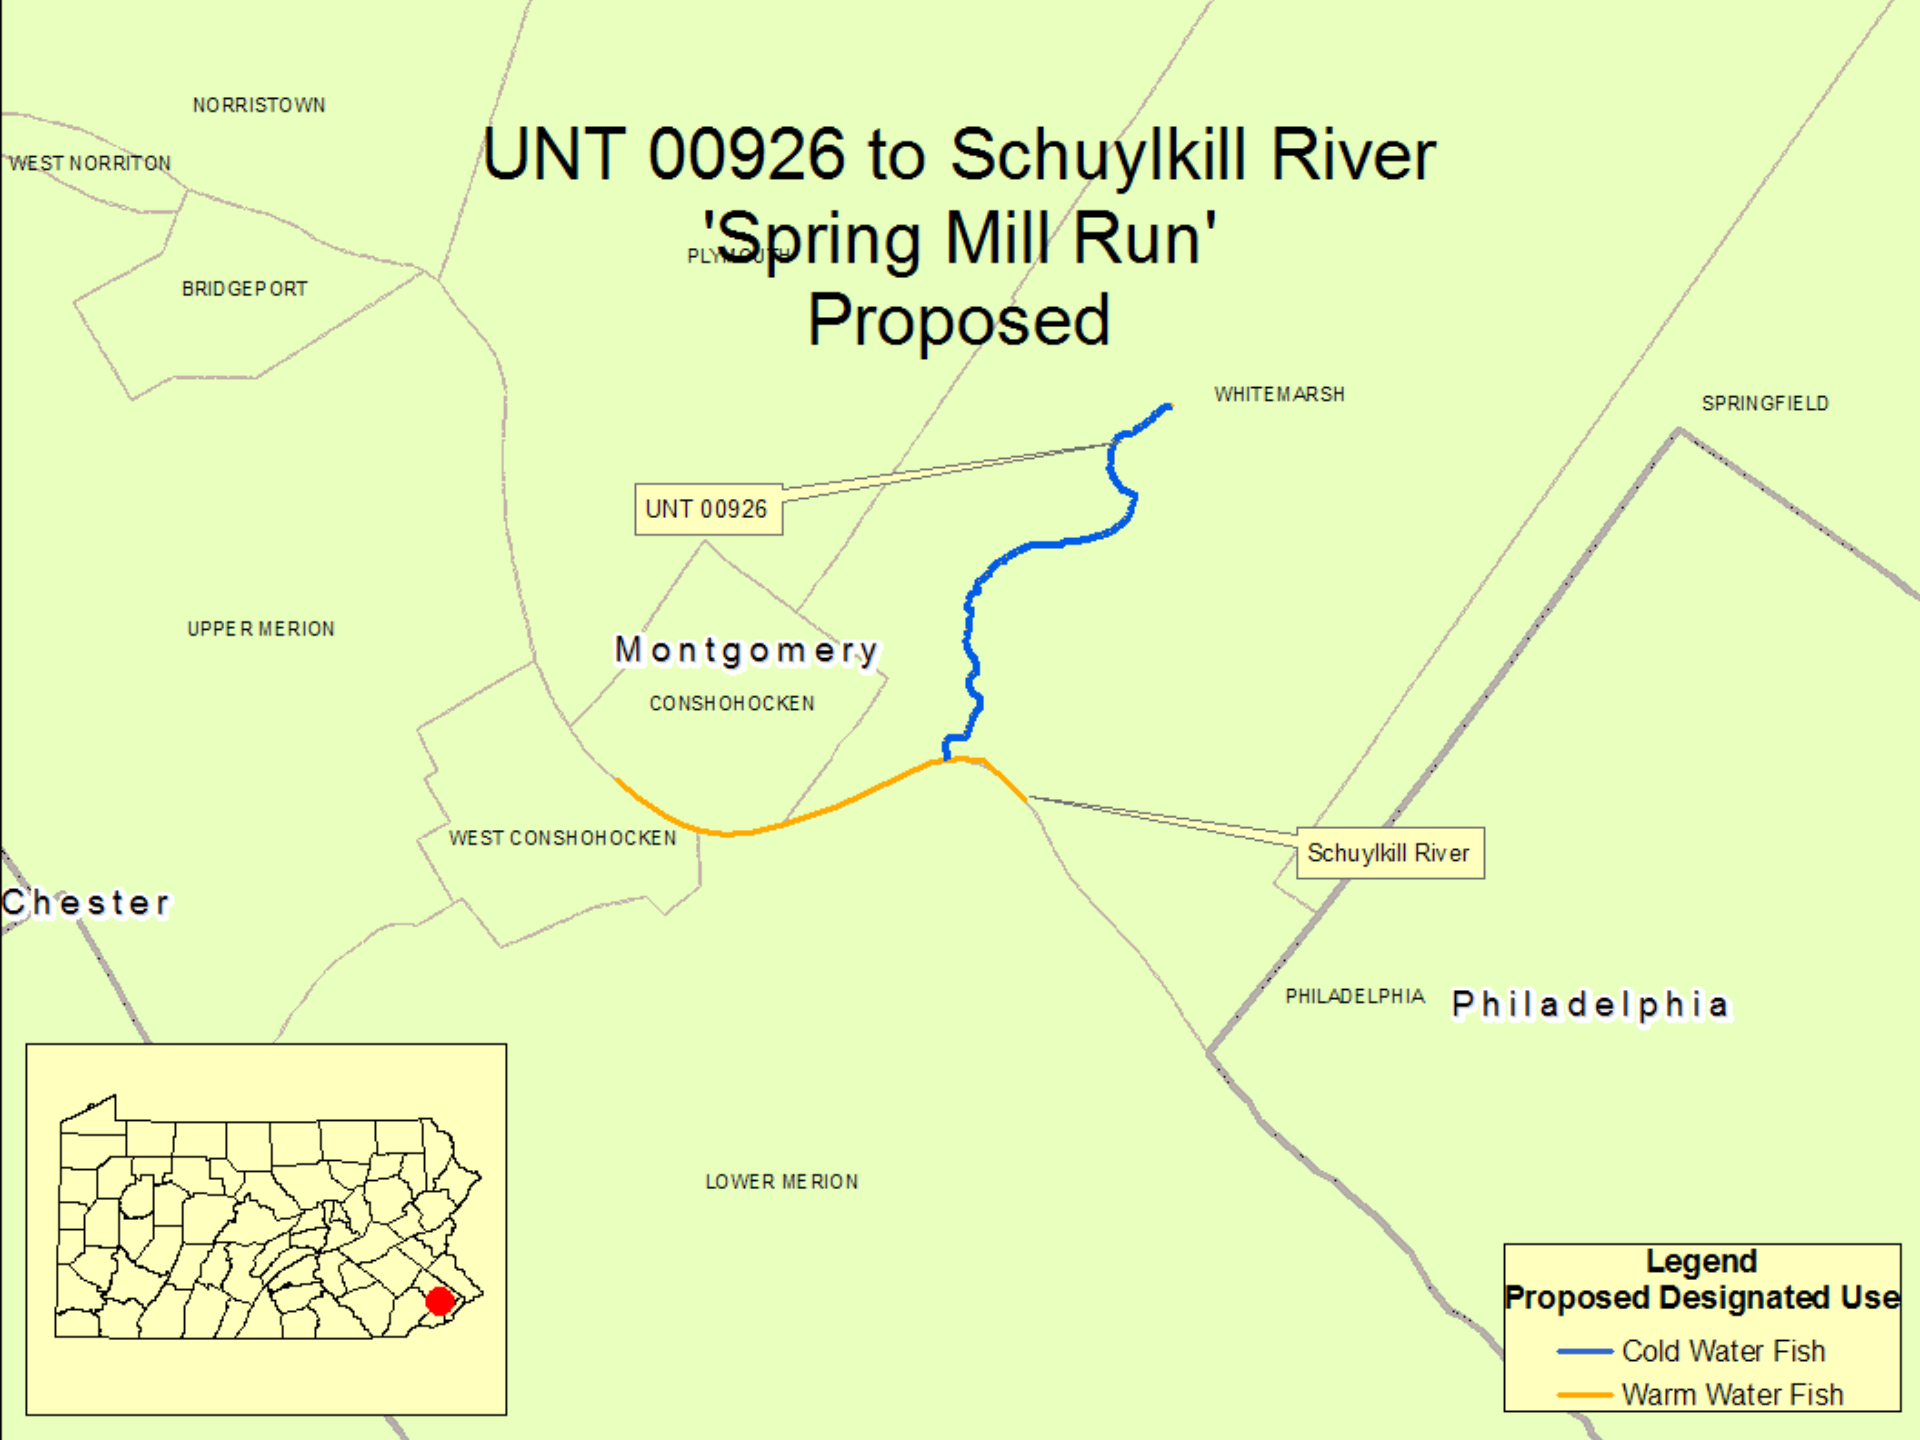 NORRISTOWN
WEST NORRITON
UNT 00926 to Schuylkill River
'Spring Mill Run'
Proposed
PLYMOUTH
BRIDGEPORT
WHITEMARSH
SPRINGFIELD
UNT 00926
UPPER MERION
Montgomery
CONSHOHOCKEN
WEST CONSHOHOCKEN
Schuylkill River
Chester
PHILADELPHIA
Philadelphia
LOWER MERION
Legend
Proposed Designated Use
Cold Water Fish
Warm Water Fish